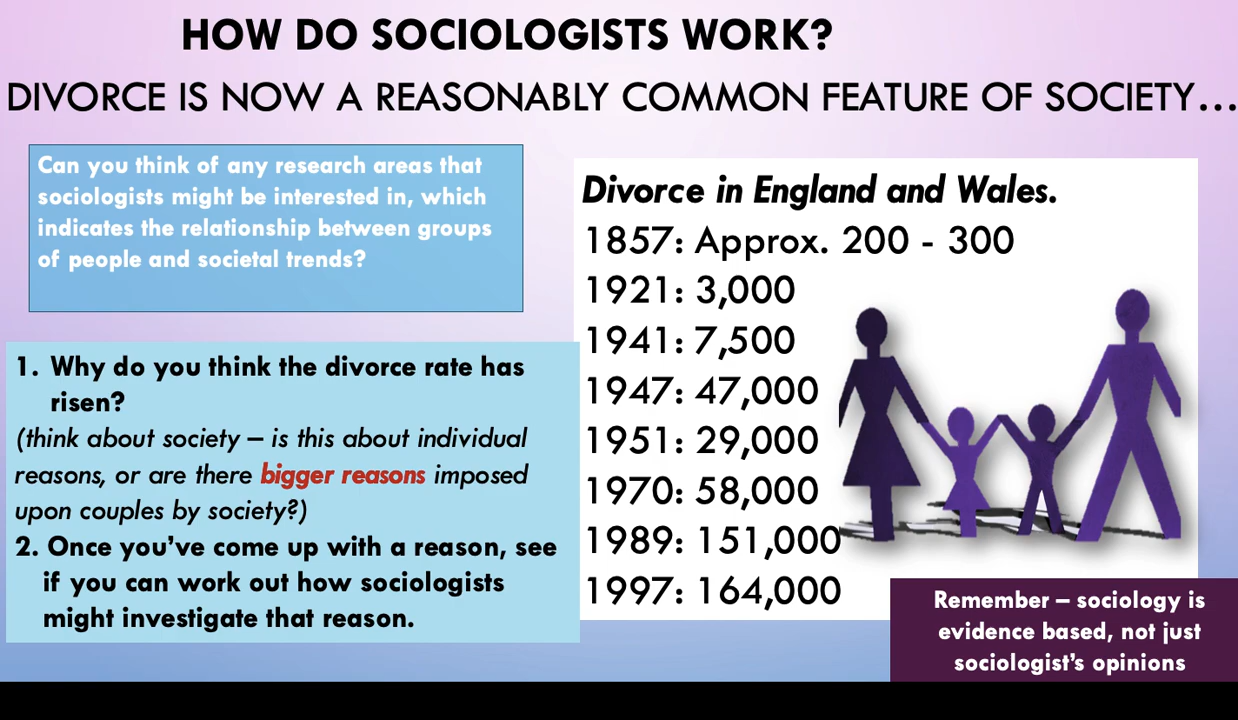 HOW DO SOCIOLOGISTS WORK?
DIVORCE IS NOW A REASONABLY COMMON FEATURE OF SOCIETY...
Can you think of any research areas that
sociologists might be interested in, which
indicates the relationship between groups
of people and societal trends?
1. Why do you think the divorce rate has
risen?
(think about society – is this about individual
reasons, or are there bigger reasons imposed
upon couples by society?)
2. Once you've come up with a reason, see
if you can work out how sociologists
might investigate that reason.
Divorce in England and Wales.
1857: Approx. 200 - 300
1921: 3,000
1941: 7,500
1947: 47,000
1951: 29,000
1970: 58,000
1989: 151,000
1997: 164,000
Remember – sociology is
evidence based, not just
sociologist's opinions